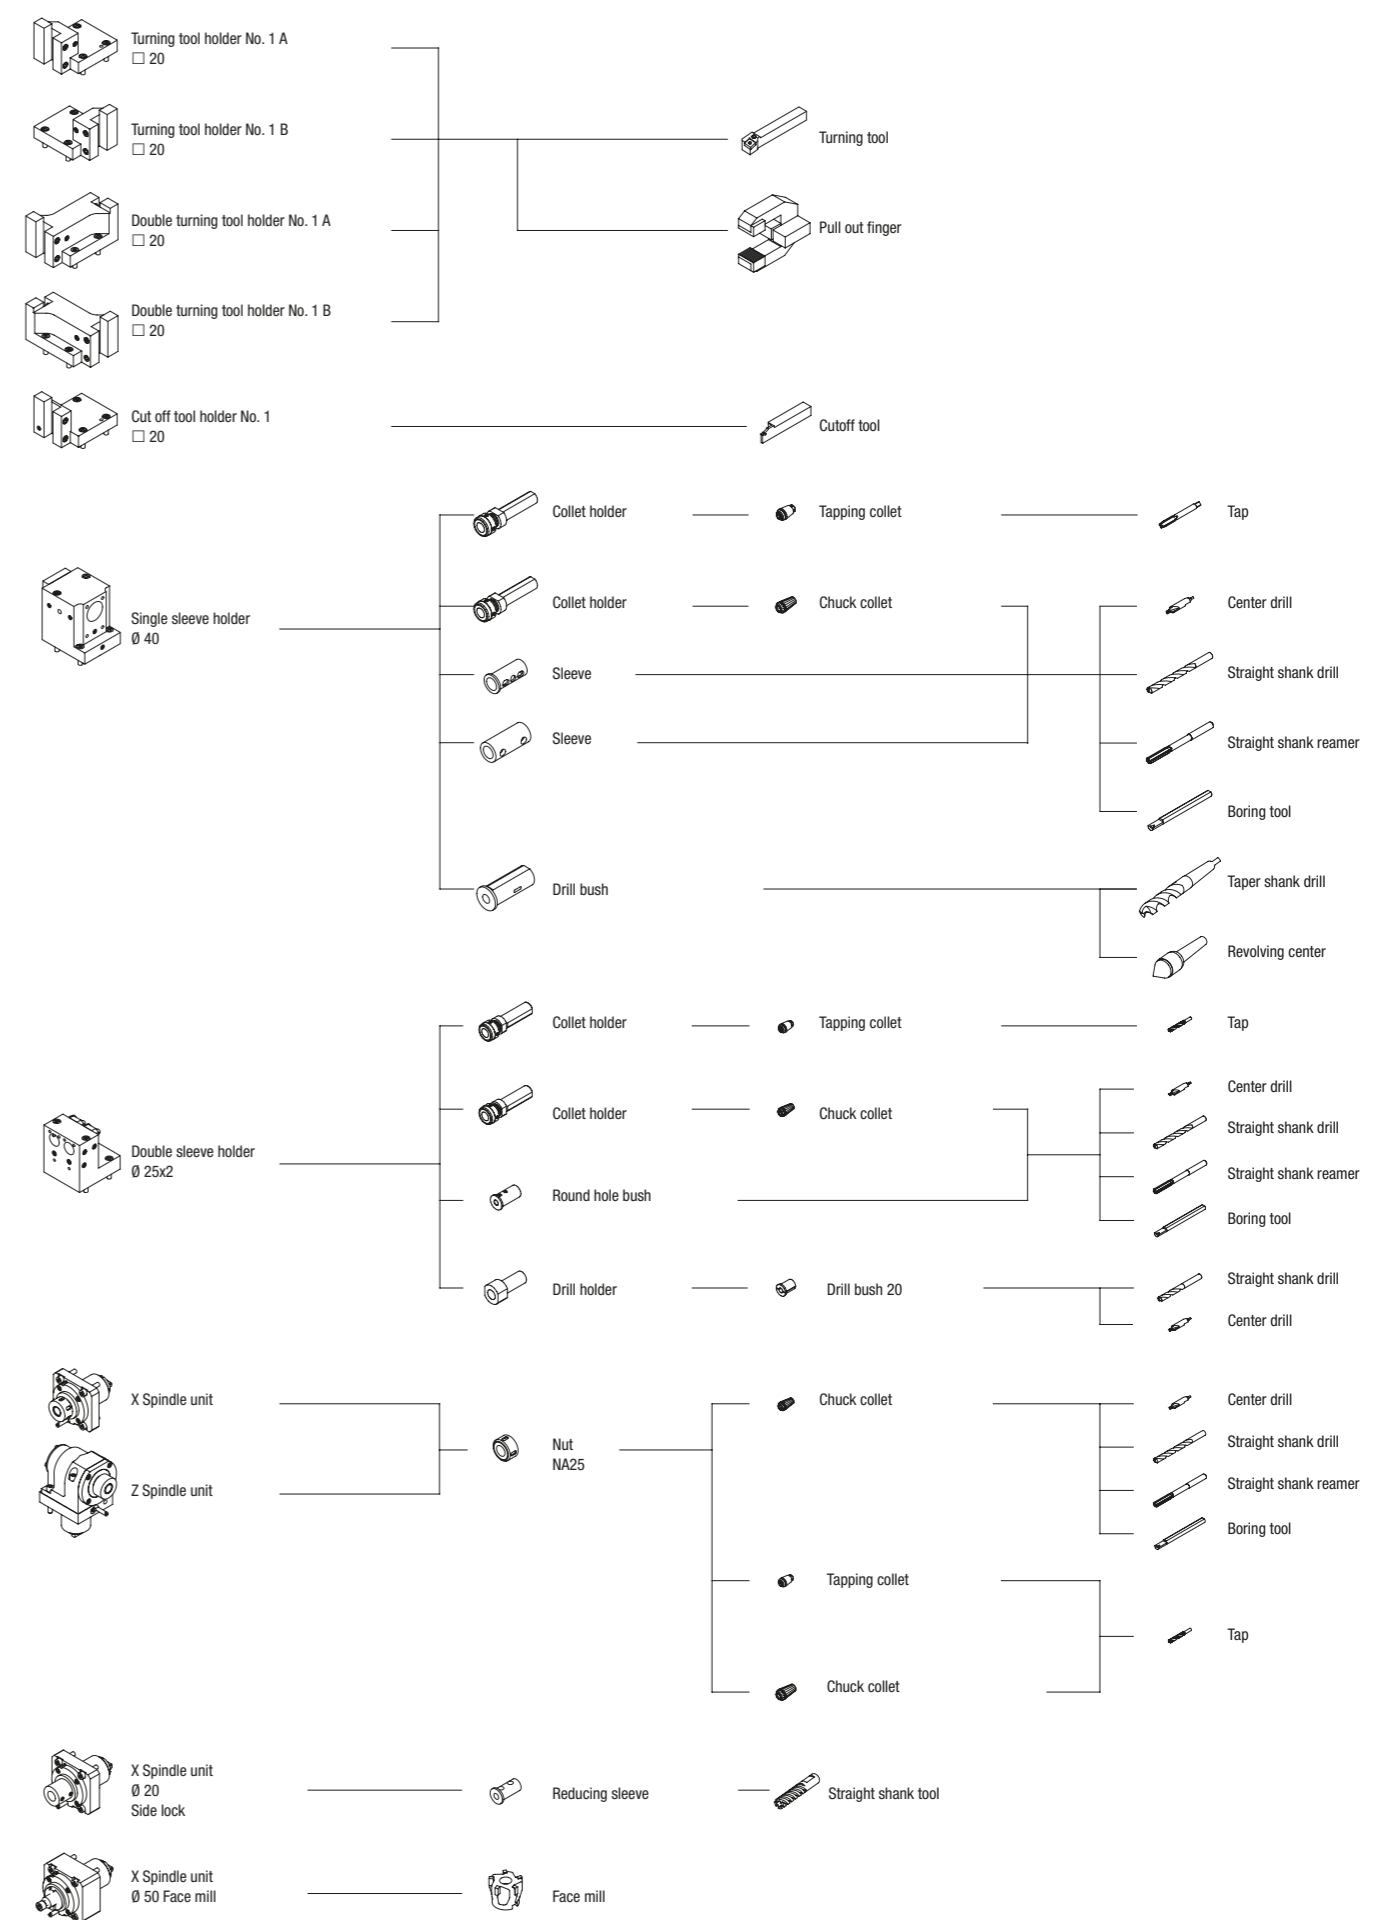 Turning tool holder No. 1 A
□ 20
Turning tool holder No. 1 B
□ 20
Turning tool
Double turning tool holder No. 1 A
□ 20
Pull out finger
Double turning tool holder No. 1 B
□ 20
Cut off tool holder No. 1
□ 20
Cutoff tool
Collet holder
Tapping collet
Tap
Single sleeve holder
Ø 40
Collet holder
Chuck collet
Center drill
Sleeve
Straight shank drill
Sleeve
Straight shank reamer
Boring tool
Drill bush
Taper shank drill
Revolving center
Collet holder
Tapping collet
Tap
Double sleeve holder
Ø 25x2
Collet holder
Chuck collet
Center drill
Straight shank drill
Round hole bush
Straight shank reamer
Boring tool
Drill holder
Drill bush 20
Straight shank drill
Center drill
X Spindle unit
Z Spindle unit
Nut
NA25
Chuck collet
Center drill
Straight shank drill
Straight shank reamer
Boring tool
Tapping collet
Tap
Chuck collet
X Spindle unit
Ø 20
Side lock
Reducing sleeve
Straight shank tool
X Spindle unit
Ø 50 Face mill
Face mill